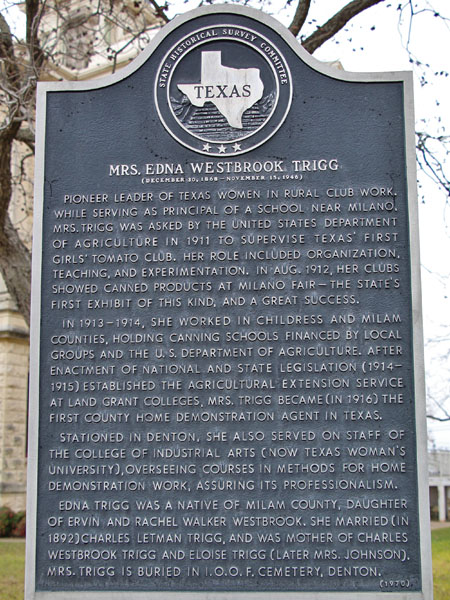 STATE HISTORICAL SURVEY COMMITTEE
TEXAS
MRS. EDNA WESTBROOK TRIGG
(DECEMBER 10, 1868 – NOVEMBER 15, 1946)
PIONEER LEADER OF TEXAS WOMEN IN RURAL CLUB WORK.
WHILE SERVING AS PRINCIPAL OF A SCHOOL NEAR MILANO,
MRS. TRIGG WAS ASKED BY THE UNITED STATES DEPARTMENT
OF AGRICULTURE IN 1911 TO SUPERVISE TEXAS' FIRST
GIRLS' TOMATO CLUB. HER ROLE INCLUDED ORGANIZATION,
TEACHING, AND EXPERIMENTATION. IN AUG. 1912, HER CLUBS
SHOWED CANNED PRODUCTS AT MILANO FAIR – THE STATE'S
FIRST EXHIBIT OF THIS KIND, AND A GREAT SUCCESS.
IN 1913–1914, SHE WORKED IN CHILDRESS AND MILAM
COUNTIES, HOLDING CANNING SCHOOLS FINANCED BY LOCAL
GROUPS AND THE U.S. DEPARTMENT OF AGRICULTURE. AFTER
ENACTMENT OF NATIONAL AND STATE LEGISLATION (1914–
1915) ESTABLISHED THE AGRICULTURAL EXTENSION SERVICE
AT LAND GRANT COLLEGES, MRS. TRIGG BECAME (IN 1916) THE
FIRST COUNTY HOME DEMONSTRATION AGENT IN TEXAS.
STATIONED IN DENTON, SHE ALSO SERVED ON STAFF OF
THE COLLEGE OF INDUSTRIAL ARTS (NOW TEXAS WOMAN'S
UNIVERSITY), OVERSEEING COURSES IN METHODS FOR HOME
DEMONSTRATION WORK, ASSURING ITS PROFESSIONALISM.
EDNA TRIGG WAS A NATIVE OF MILAM COUNTY, DAUGHTER
OF ERVIN AND RACHEL WALKER WESTBROOK. SHE MARRIED (IN
1892) CHARLES LETMAN TRIGG, AND WAS MOTHER OF CHARLES
WESTBROOK TRIGG AND ELOISE TRIGG (LATER MRS. JOHNSON).
MRS. TRIGG IS BURIED IN I.O.O.F. CEMETERY, DENTON.
(1970)